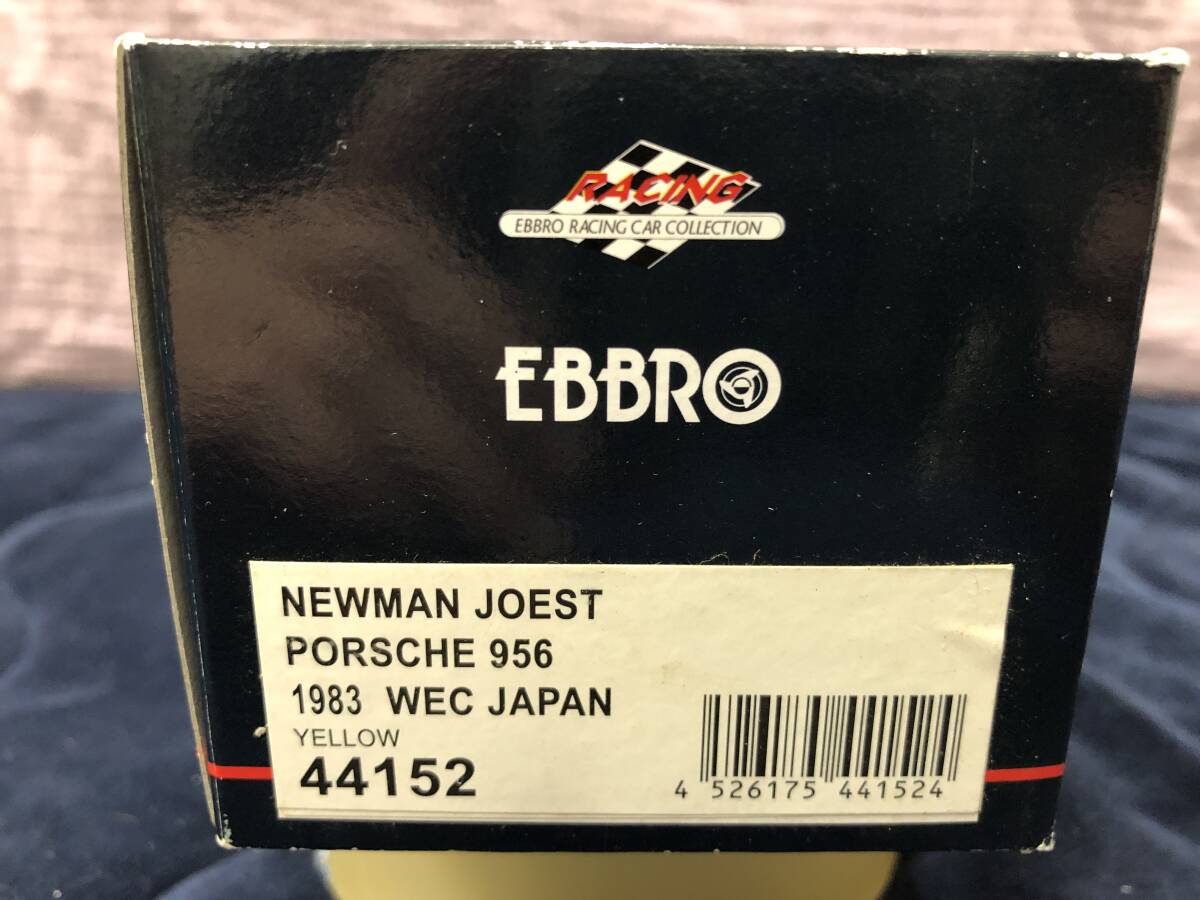 RACING
EBBRO RACING CAR COLLECTION
EBBRO
NEWMAN JOEST
PORSCHE 956
1983 WEC JAPAN
YELLOW
44152
4 526175 441524